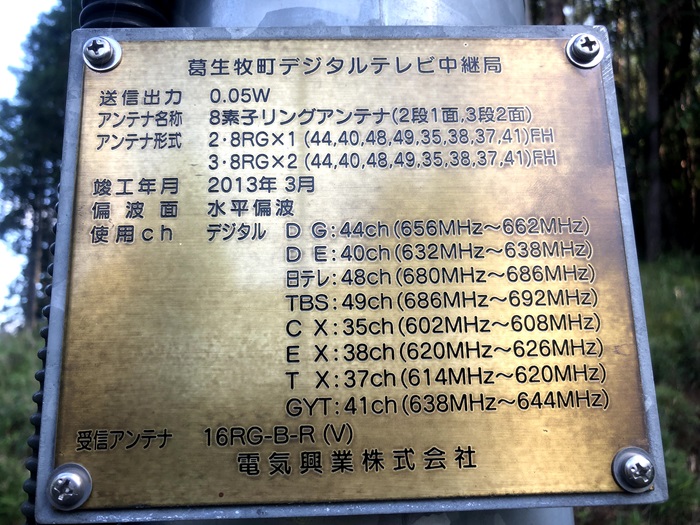 葛生牧町デジタルテレビ中継局
送信出力 0.05W
アンテナ名称 8素子リングアンテナ(2段1面,3段2面)
アンテナ形式 2・8RG×1 (44,40,48,49,35,38,37,41)FH
3・8RG×2 (44,40,48,49,35,38,37,41)FH
竣工年月 2013年 3月
偏波面 水平偏波
使用ch デジタル D G:44ch(656MHz〜662MHz)
D E:40ch(632MHz〜638MHz)
日テレ:48ch(680MHz〜686MHz)
TBS:49ch(686MHz〜692MHz)
C X:35ch(602MHz〜608MHz)
E X:38ch(620MHz〜626MHz)
T X:37ch(614MHz〜620MHz)
GYT:41ch(638MHz〜644MHz)
受信アンテナ 16RG-B-R (V)
電気興業株式会社